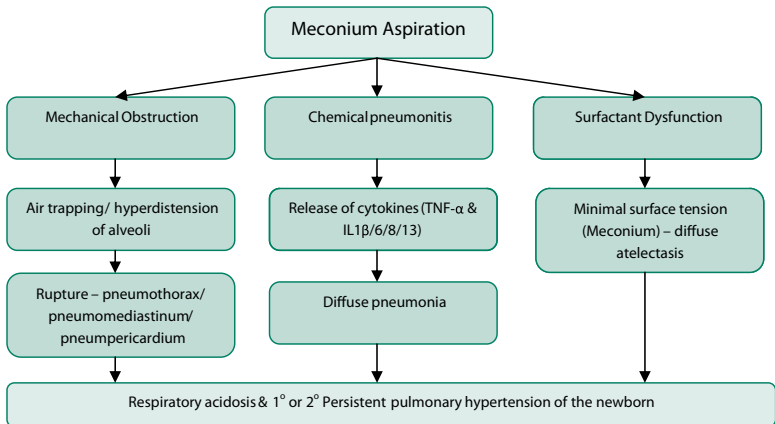 Meconium Aspiration
Mechanical Obstruction
Chemical pneumonitis
Surfactant Dysfunction
Air trapping/ hyperdistension
of alveoli
Release of cytokines (TNF-α &
IL1β/6/8/13)
Minimal surface tension
(Meconium) – diffuse
atelectasis
Rupture – pneumothorax/
pneumomediastinum/
pneumpericardium
Diffuse pneumonia
Respiratory acidosis & 1° or 2° Persistent pulmonary hypertension of the newborn